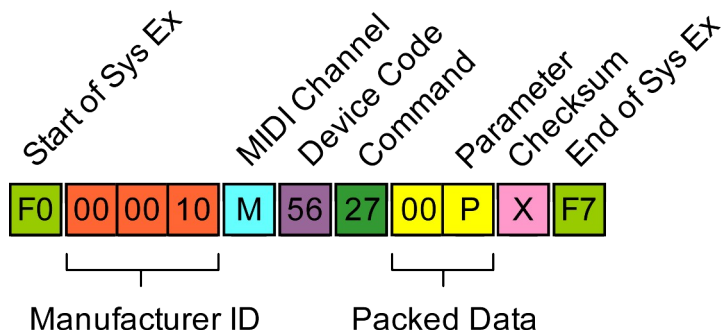 Start of Sys Ex
MIDI Channel
Device Code
Command
Parameter
Checksum
End of Sys Ex
F0 00 00 10 M 56 27 00 P X F7
Manufacturer ID Packed Data